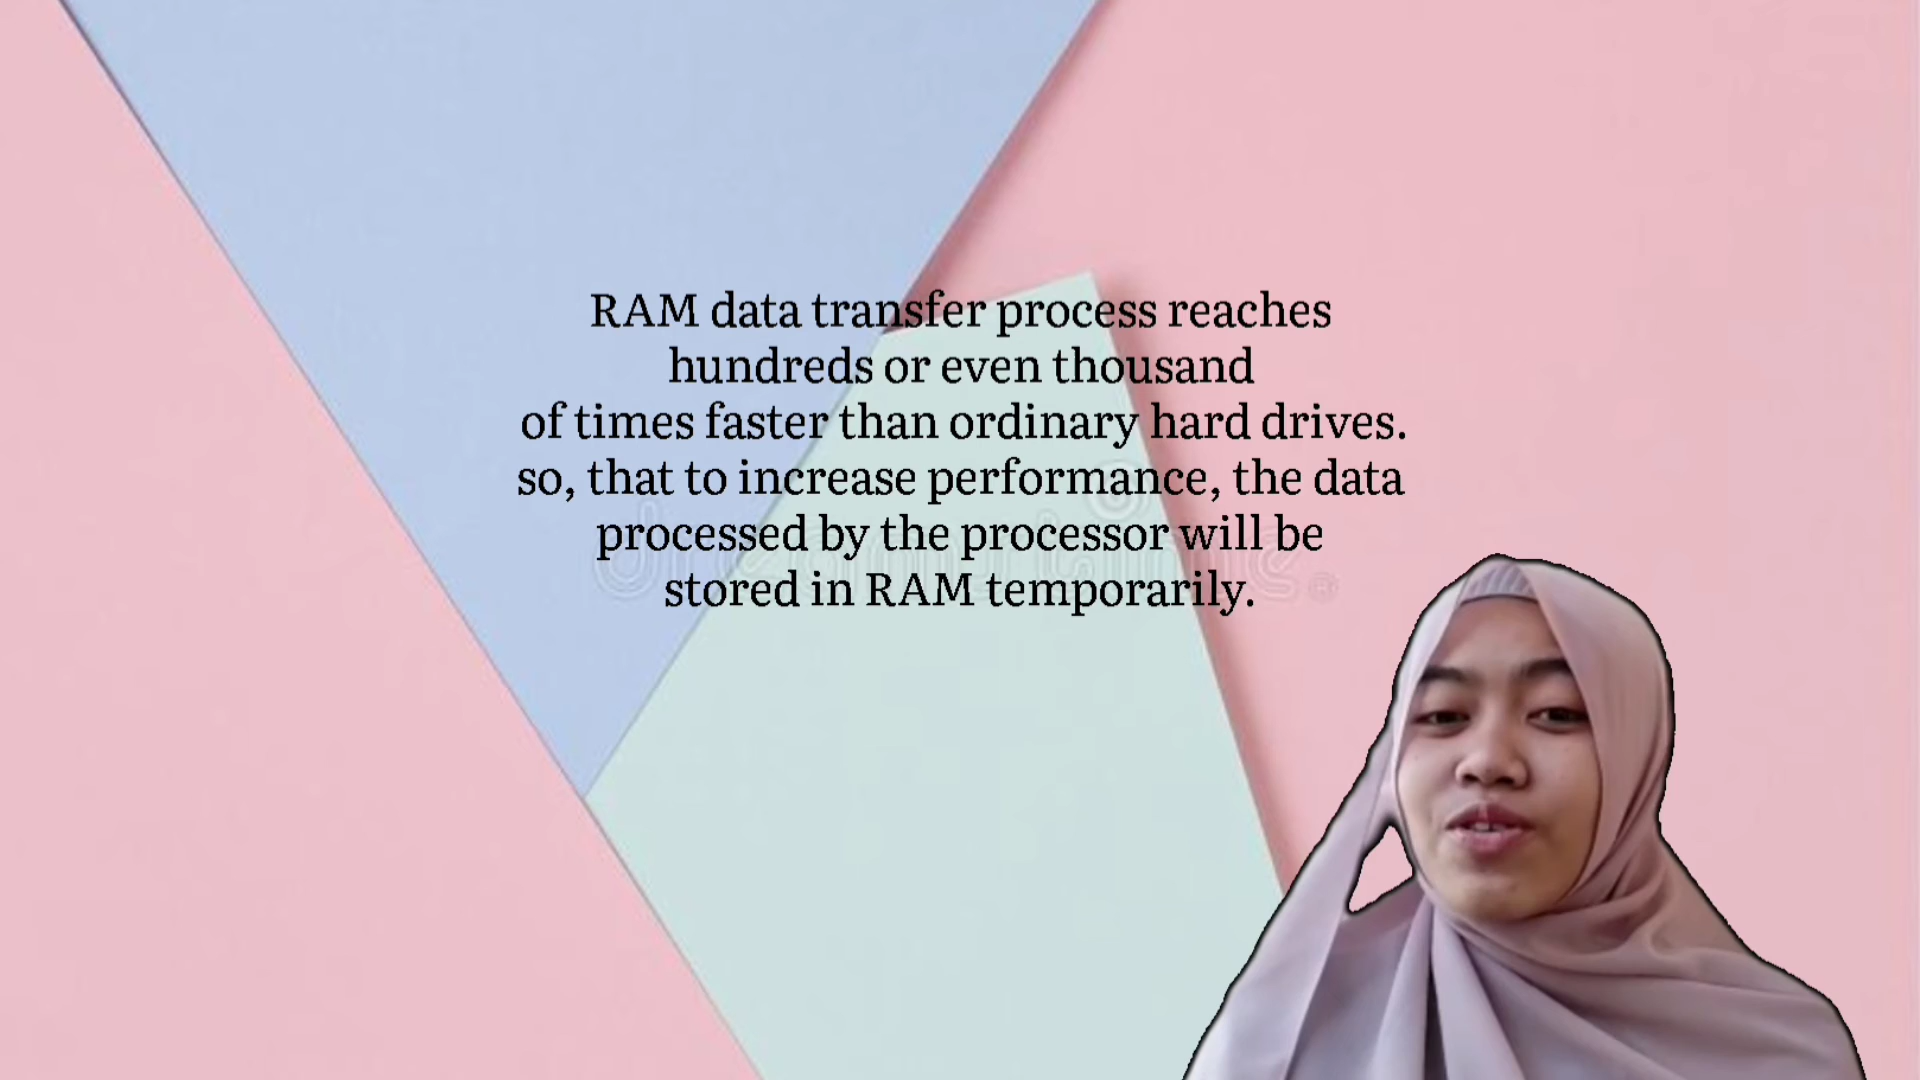 RAM data transfer process reaches
hundreds or even thousand
of times faster than ordinary hard drives.
so, that to increase performance, the data
processed by the processor will be
stored in RAM temporarily.